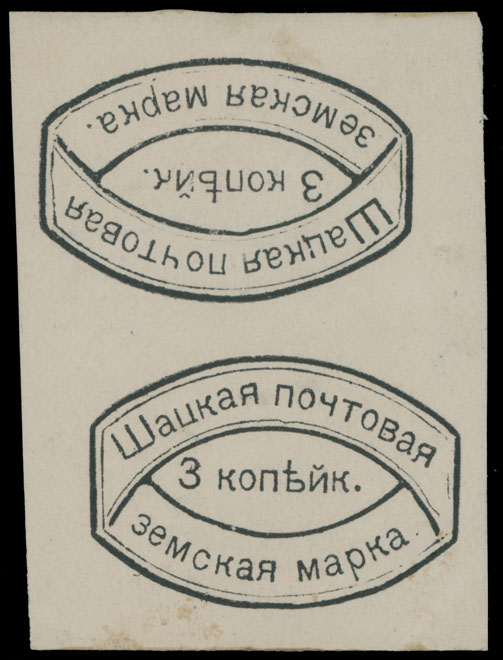 Шацкая почтовая
3 копѣйк.
земская марка.
Шацкая почтовая
3 копѣйк.
земская марка